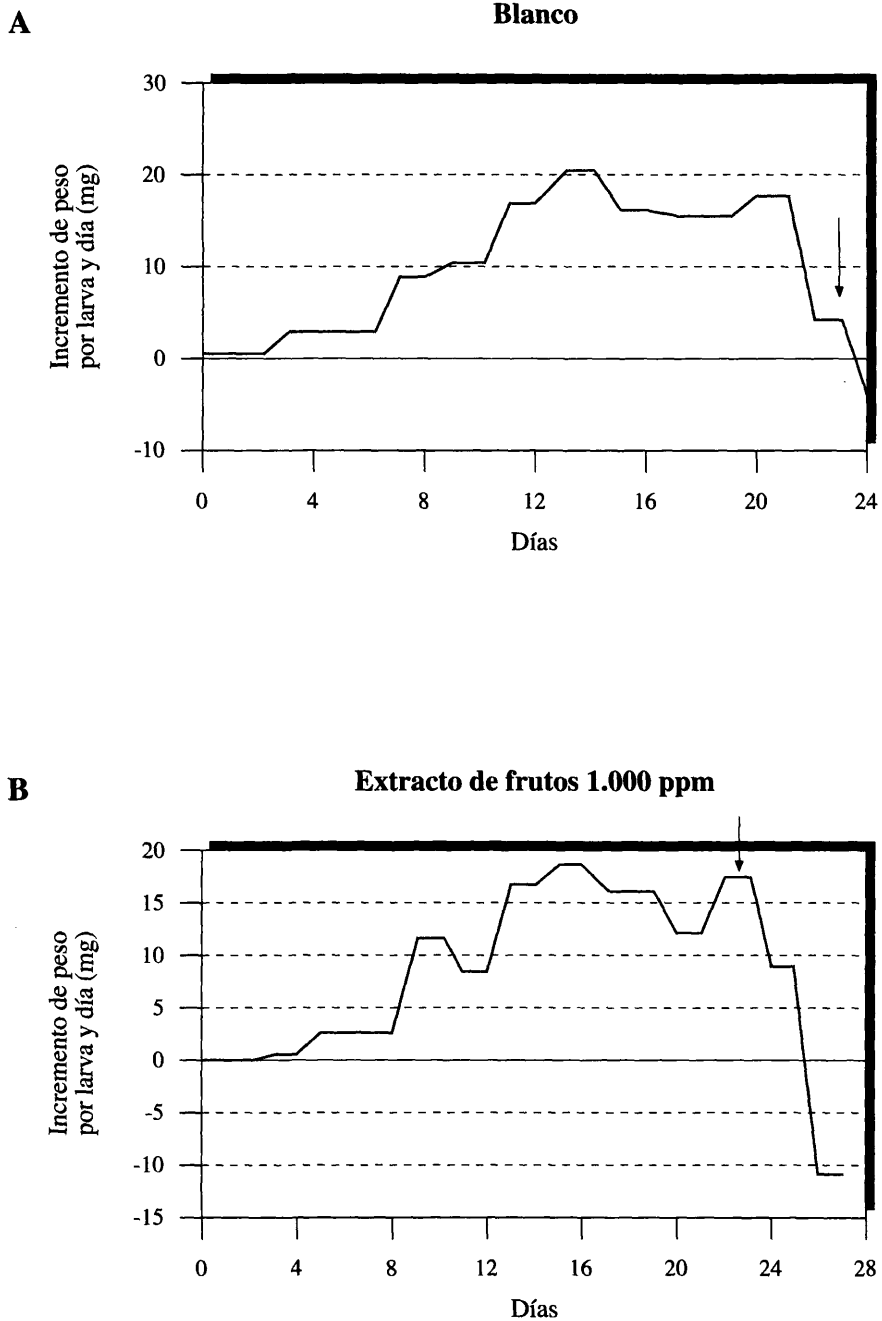 A
Blanco
Incremento de peso
por larva y día (mg)
30
20
10
0
-10
0 4 8 12 16 20 24
Días
B
Extracto de frutos 1.000 ppm
Incremento de peso
por larva y día (mg)
20
15
10
5
0
-5
-10
-15
0 4 8 12 16 20 24 28
Días